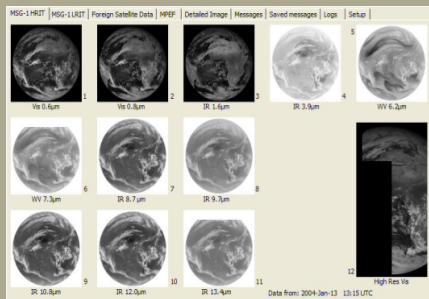 MSG-1 HRIT MSG-1 LRIT Foreign Satellite Data MPEF Detailed Image Messages Saved messages Logs Setup
1
Vis 0.6µm
2
Vis 0.8µm
3
IR 1.6µm
4
IR 3.9µm
5
WV 6.2µm
6
WV 7.3µm
7
IR 8.7µm
8
IR 9.7µm
9
IR 10.8µm
10
IR 12.0µm
11
IR 13.4µm
12
High Res Vis
Data from: 2004-Jan-13 13:15 UTC